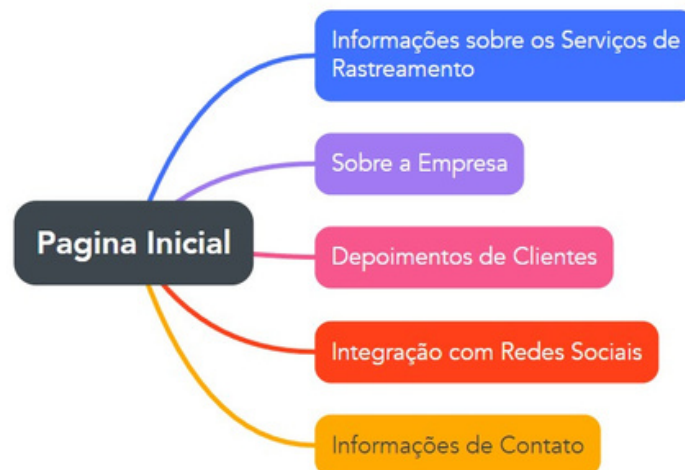 Informações sobre os Serviços de
Rastreamento
Sobre a Empresa
Pagina Inicial
Depoimentos de Clientes
Integração com Redes Sociais
Informações de Contato